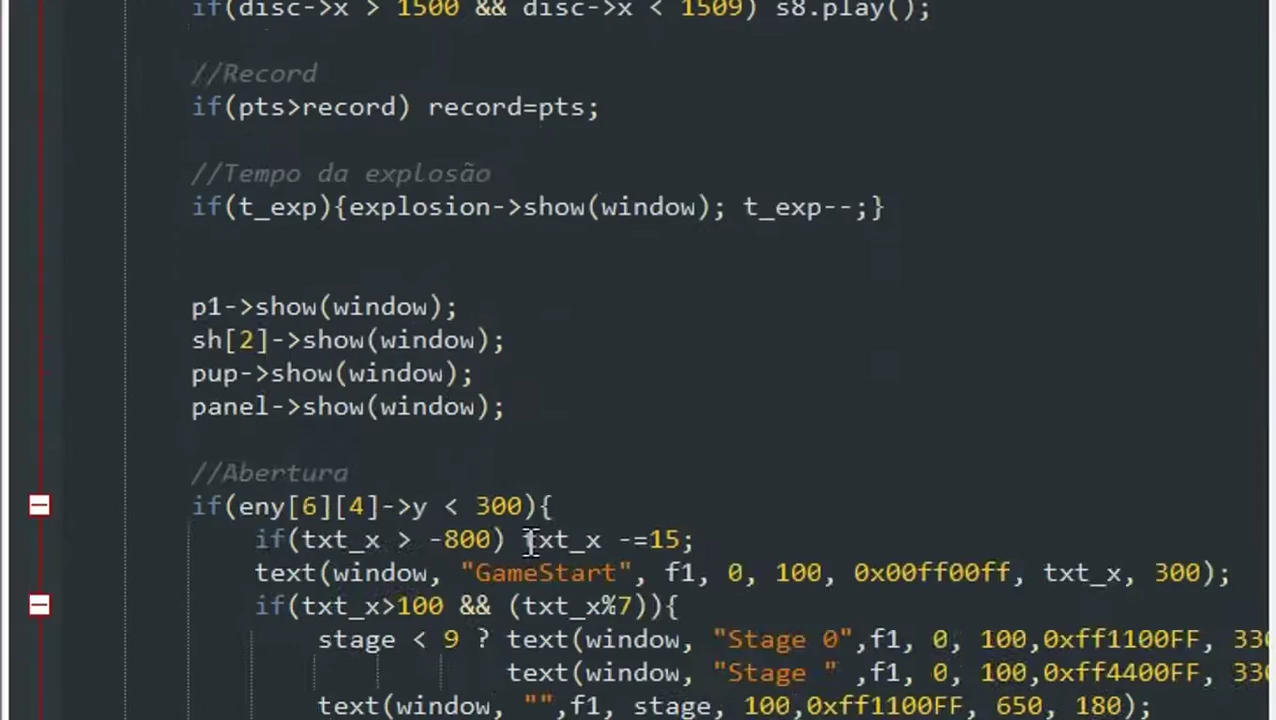 if(disc->x > 1500 && disc->x < 1509) s8.play();
//Record
if(pts>record) record=pts;
//Tempo da explosão
if(t_exp){explosion->show(window); t_exp--;}
p1->show(window);
sh[2]->show(window);
pup->show(window);
panel->show(window);
//Abertura
if(eny[6][4]->y < 300){
if(txt_x > -800) txt_x -=15;
text(window, "GameStart", f1, 0, 100, 0x00ff00ff, txt_x, 300);
if(txt_x>100 && (txt_x%7)){
stage < 9 ? text(window, "Stage 0",f1, 0, 100,0xff1100FF, 330
text(window, "Stage " ,f1, 0, 100,0xff4400FF, 330
text(window, "",f1, stage, 100,0xff1100FF, 650, 180);